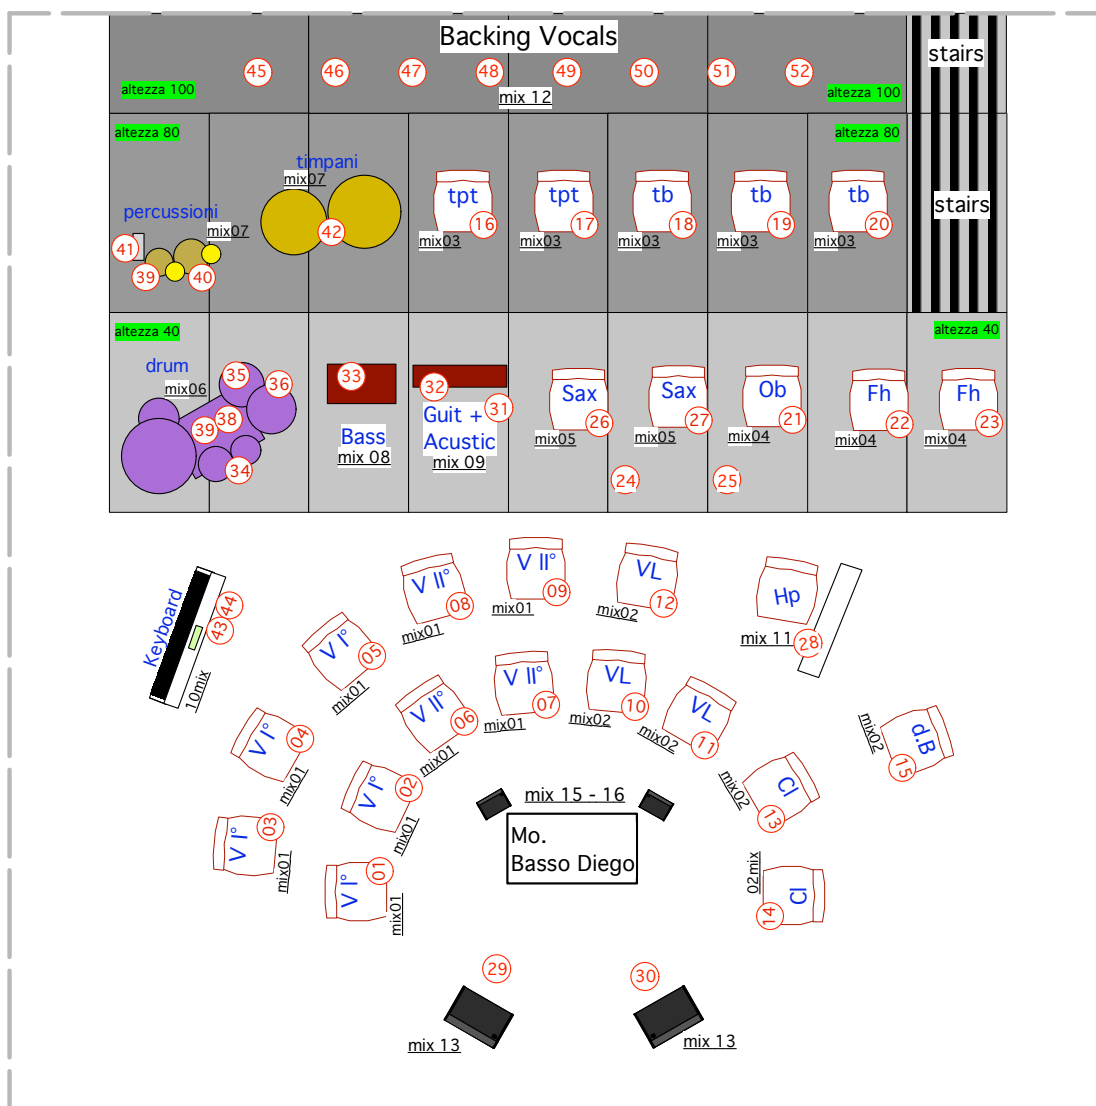 Backing Vocals
stairs
45 46 47 48 49 50 51 52
altezza 100
mix 12
altezza 100
altezza 80
altezza 80
timpani
mix07
percussioni
mix07
41
39
40
42
tpt
16
mix03
tpt
17
mix03
tb
18
mix03
tb
19
mix03
tb
20
mix03
stairs
altezza 40
altezza 40
drum
mix06
35
36
38
39
34
33
Bass
mix 08
32
31
Guit +
Acustic
mix 09
Sax
26
mix05
Sax
27
mix05
Ob
21
mix04
Fh
22
mix04
Fh
23
mix04
24
25
Keyboard
44
43
10mix
V I°
05
mix01
V II°
08
mix01
V II°
09
mix01
VL
12
mix02
Hp
mix 11
28
V I°
04
mix01
V II°
06
mix01
V II°
07
mix01
VL
10
mix02
VL
11
mix02
d.B
15
mix02
V I°
03
mix01
V I°
02
mix01
Cl
13
mix02
V I°
01
mix01
Cl
14
02mix
mix 15 - 16
Mo.
Basso Diego
29
30
mix 13
mix 13